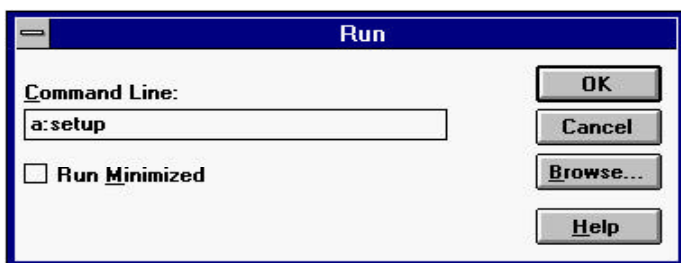 Run
Command Line:
a:setup
Run Minimized
OK
Cancel
Browse...
Help